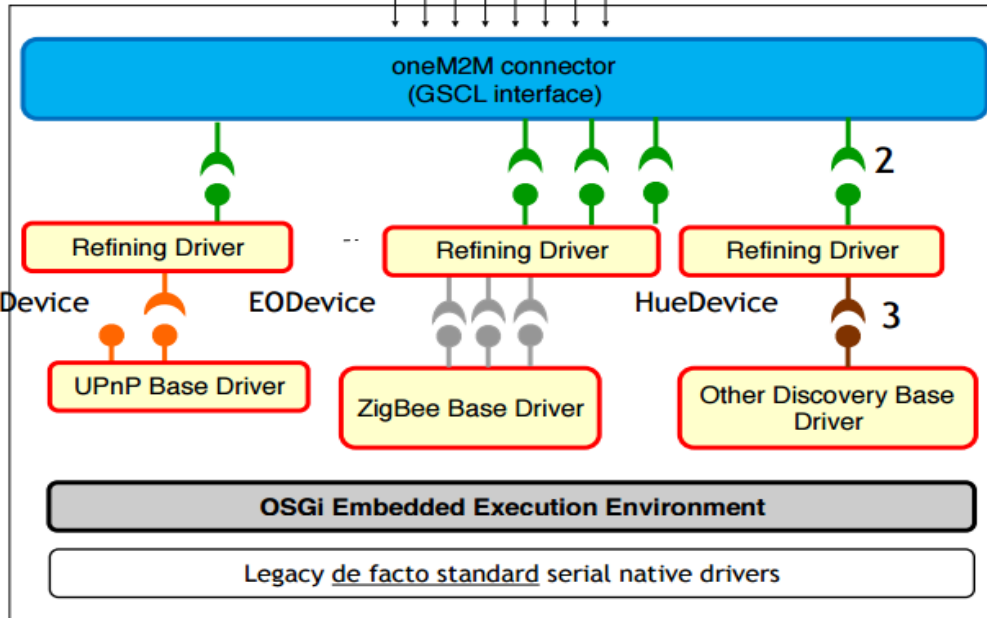 oneM2M connector
(GSCL interface)
2
Refining Driver
Refining Driver
Refining Driver
Device
EODevice
HueDevice
3
UPnP Base Driver
ZigBee Base Driver
Other Discovery Base
Driver
OSGi Embedded Execution Environment
Legacy de facto standard serial native drivers